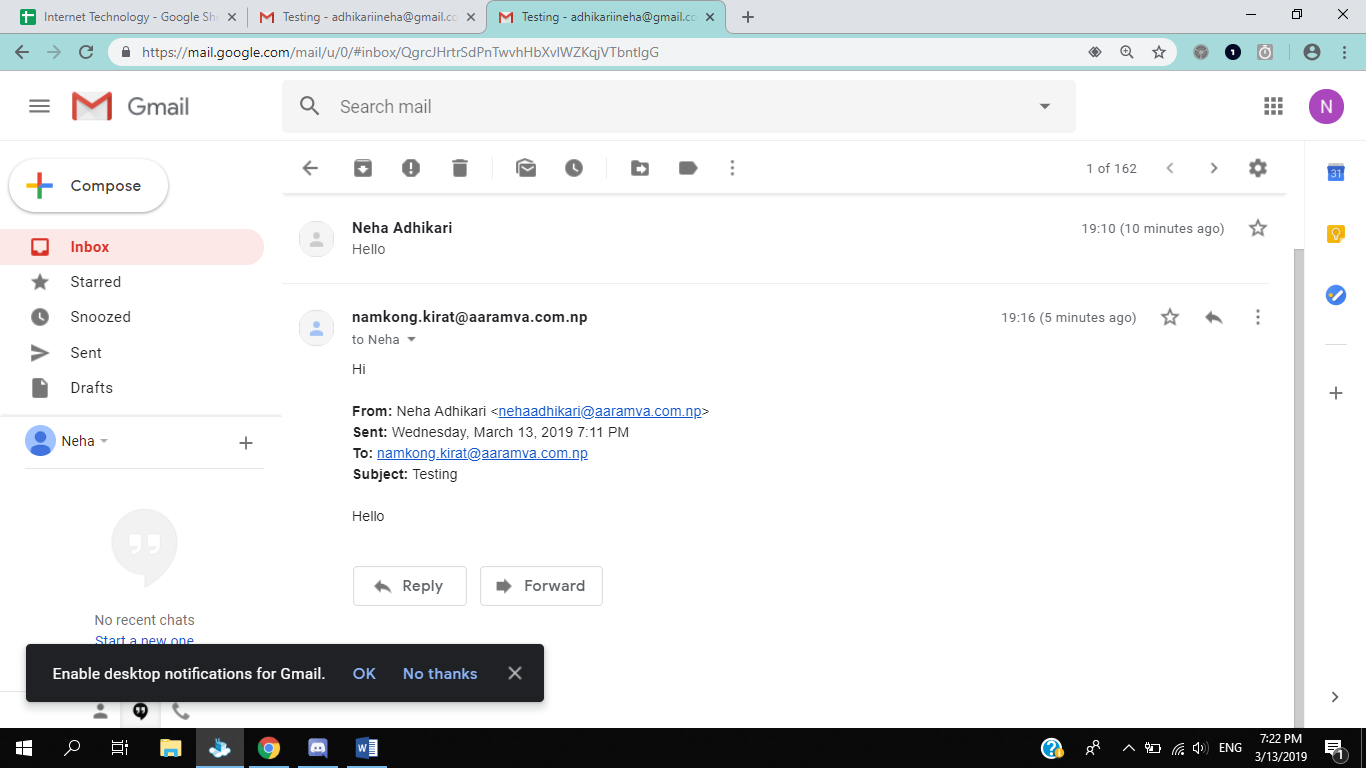 Internet Technology - Google She
Testing - adhikariineha@gmail.co
Testing - adhikariineha@gmail.co
https://mail.google.com/mail/u/0/#inbox/QgrcJHrtrSdPnTwvhHbXvlWZKqjVTbntlgG
1
Gmail
Search mail
N
Compose
1 of 162
31
Inbox
Starred
Snoozed
Sent
Drafts
Neha
No recent chats
Start a new one
Neha Adhikari
19:10 (10 minutes ago)
Hello
namkong.kirat@aaramva.com.np
19:16 (5 minutes ago)
to Neha
Hi
From: Neha Adhikari <nehaadhikari@aaramva.com.np>
Sent: Wednesday, March 13, 2019 7:11 PM
To: namkong.kirat@aaramva.com.np
Subject: Testing
Hello
Reply
Forward
Enable desktop notifications for Gmail. OK No thanks
ENG
7:22 PM
3/13/2019
1